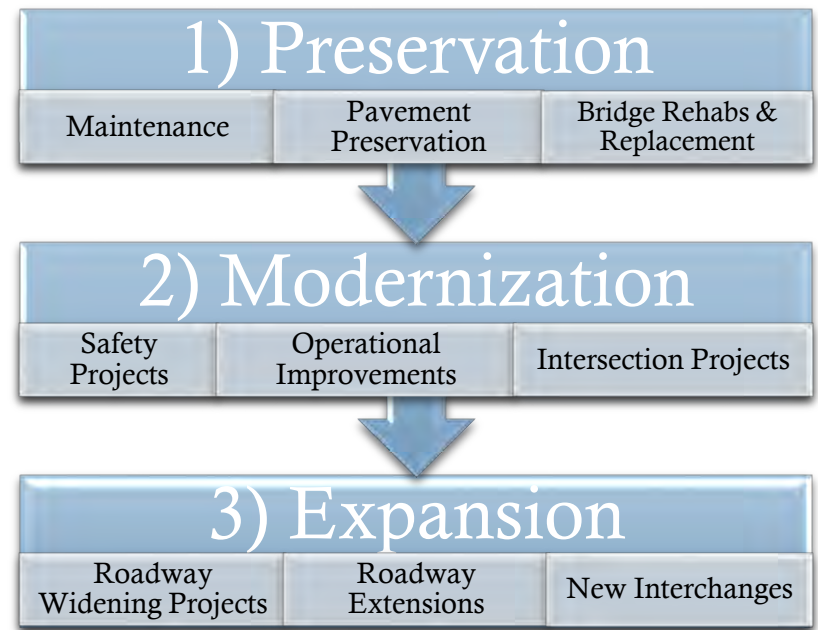 1) Preservation
Maintenance
Pavement
Preservation
Bridge Rehabs &
Replacement
2) Modernization
Safety
Projects
Operational
Improvements
Intersection Projects
3) Expansion
Roadway
Widening Projects
Roadway
Extensions
New Interchanges